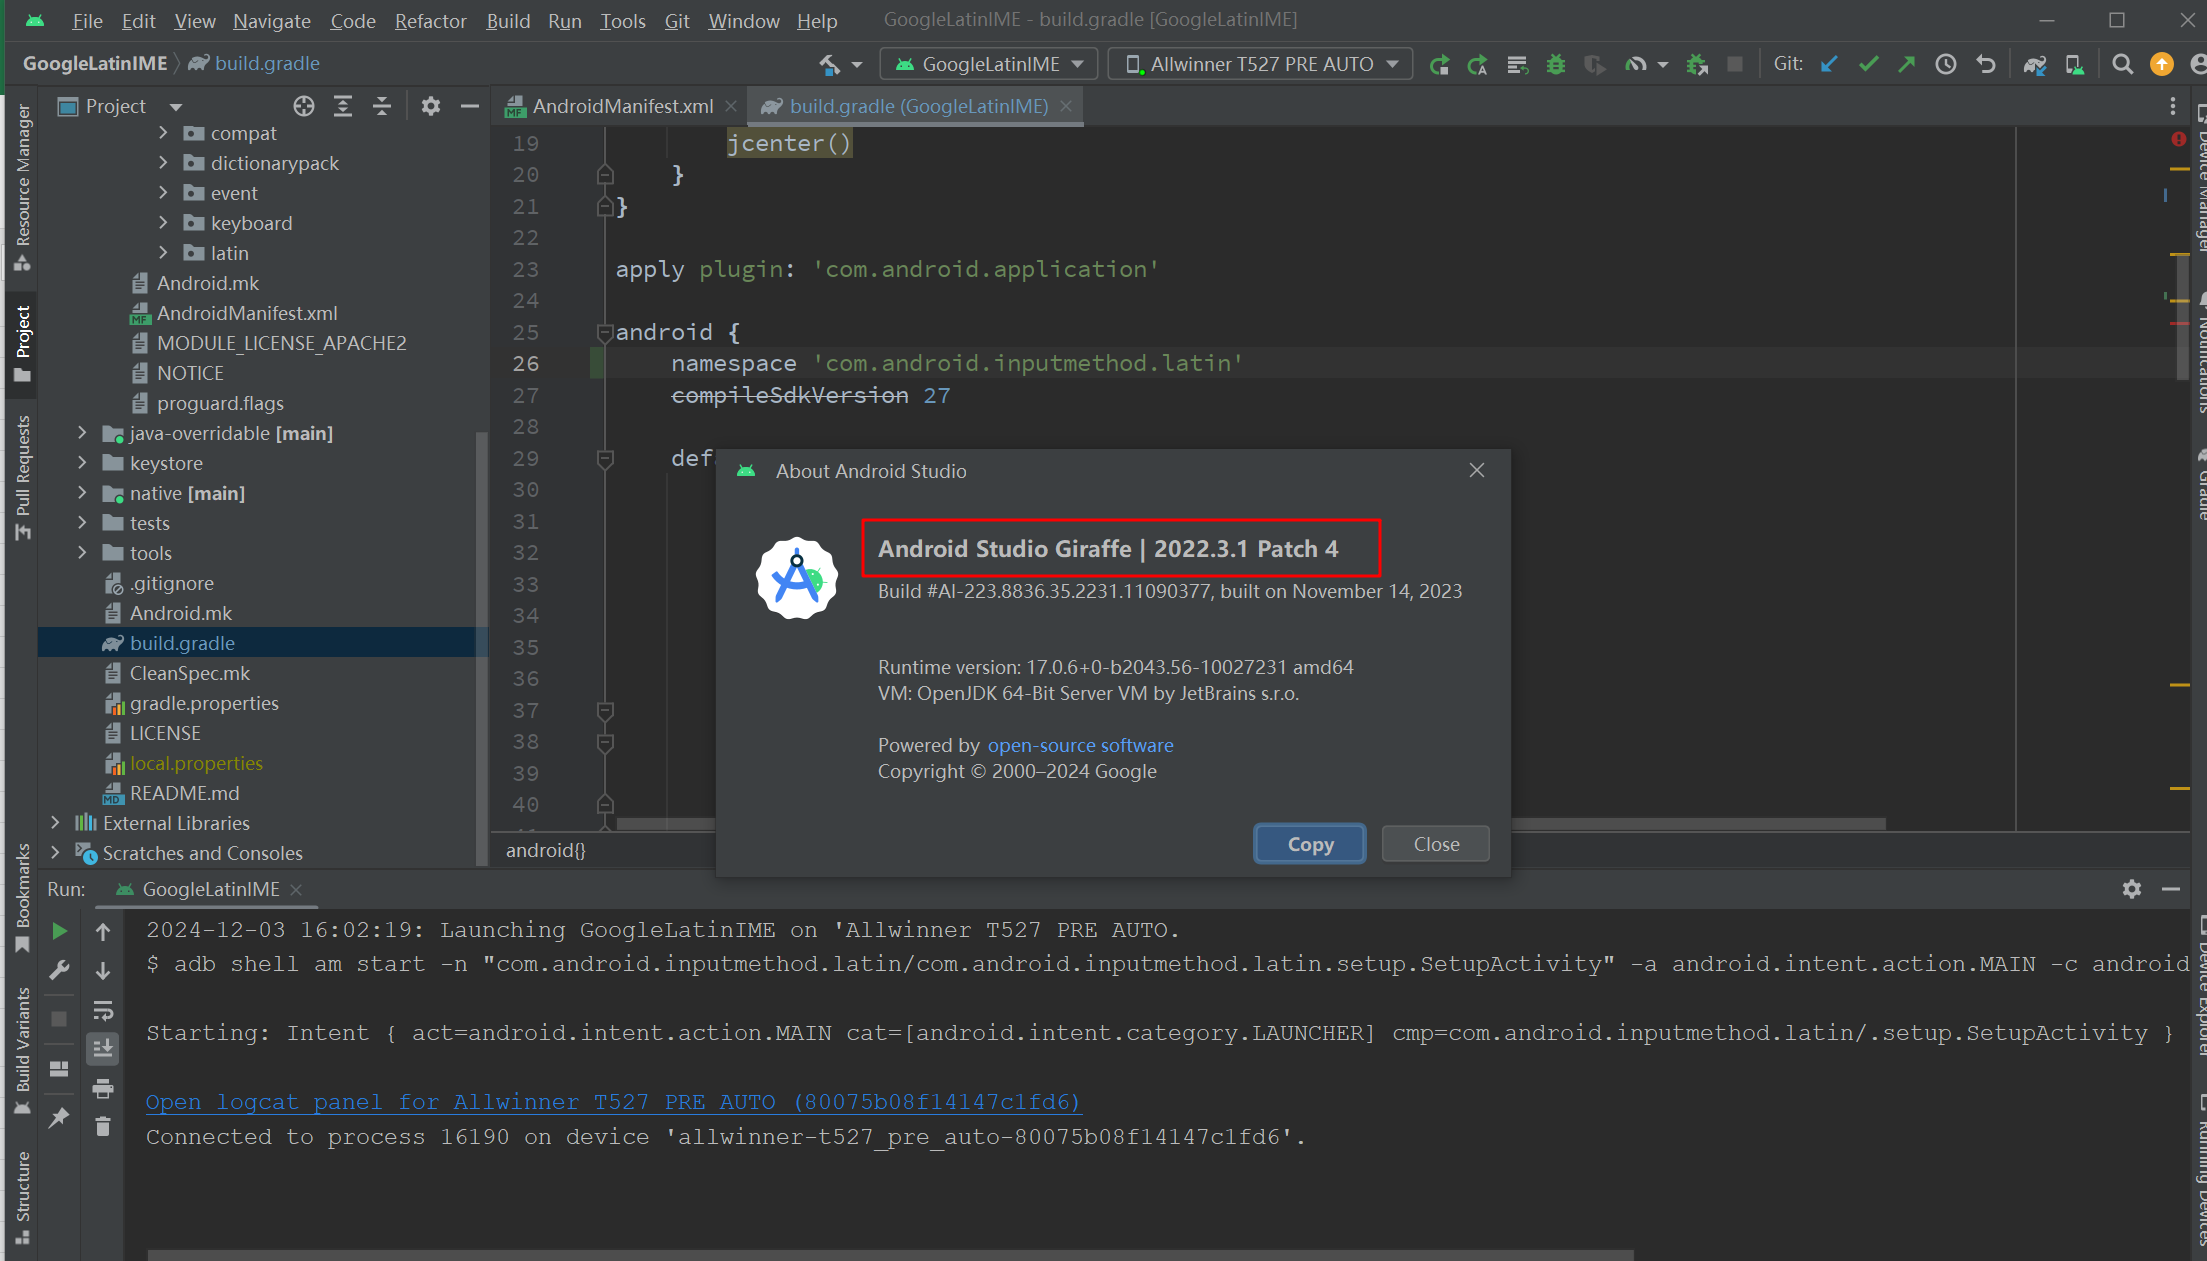 File Edit View Navigate Code Refactor Build Run Tools Git Window Help GoogleLatinIME - build.gradle [GoogleLatinIME]
GoogleLatinIME build.gradle GoogleLatinIME Allwinner T527 PRE AUTO Git:
Project
AndroidManifest.xml build.gradle (GoogleLatinIME)
Resource Manager
Project
Pull Requests
Bookmarks
Build Variants
Structure
compat
dictionarypack
event
keyboard
latin
Android.mk
AndroidManifest.xml
MODULE_LICENSE_APACHE2
NOTICE
proguard.flags
java-overridable [main]
keystore
native [main]
tests
tools
.gitignore
Android.mk
build.gradle
CleanSpec.mk
gradle.properties
LICENSE
local.properties
README.md
External Libraries
Scratches and Consoles
19 jcenter()
20 }
21 }
22
23 apply plugin: 'com.android.application'
24
25 android {
26 namespace 'com.android.inputmethod.latin'
27 compileSdkVersion 27
28
29 def
30
31
32
33
34
35
36
37
38
39
40
android{}
About Android Studio
Android Studio Giraffe | 2022.3.1 Patch 4
Build #AI-223.8836.35.2231.11090377, built on November 14, 2023
Runtime version: 17.0.6+0-b2043.56-10027231 amd64
VM: OpenJDK 64-Bit Server VM by JetBrains s.r.o.
Powered by open-source software
Copyright © 2000–2024 Google
Copy Close
Device Manager
Notifications
Gradle
Device Explorer
Running Devices
Run: GoogleLatinIME
2024-12-03 16:02:19: Launching GoogleLatinIME on 'Allwinner T527 PRE AUTO.
$ adb shell am start -n "com.android.inputmethod.latin/com.android.inputmethod.latin.setup.SetupActivity" -a android.intent.action.MAIN -c android
Starting: Intent { act=android.intent.action.MAIN cat=[android.intent.category.LAUNCHER] cmp=com.android.inputmethod.latin/.setup.SetupActivity }
Open logcat panel for Allwinner T527 PRE AUTO (80075b08f14147c1fd6)
Connected to process 16190 on device 'allwinner-t527_pre_auto-80075b08f14147c1fd6'.